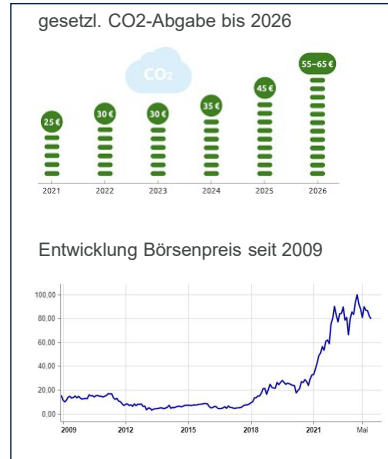 gesetzl. CO2-Abgabe bis 2026
CO₂
25 € 30 € 30 € 35 € 45 € 55–65 €
2021 2022 2023 2024 2025 2026
Entwicklung Börsenpreis seit 2009
100,00
80,00
60,00
40,00
20,00
0,00
2009 2012 2015 2018 2021 Mai